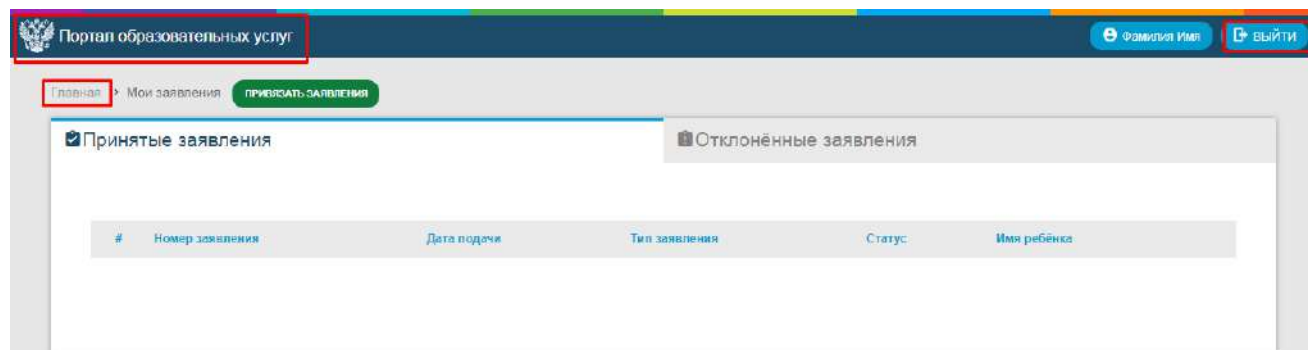 Портал образовательных услуг
Фамилия Имя
ВЫЙТИ
Главная > Мои заявления ПРИВЯЗАТЬ ЗАЯВЛЕНИЯ
Принятые заявления
Отклонённые заявления
# Номер заявления Дата подачи Тип заявления Статус Имя ребёнка